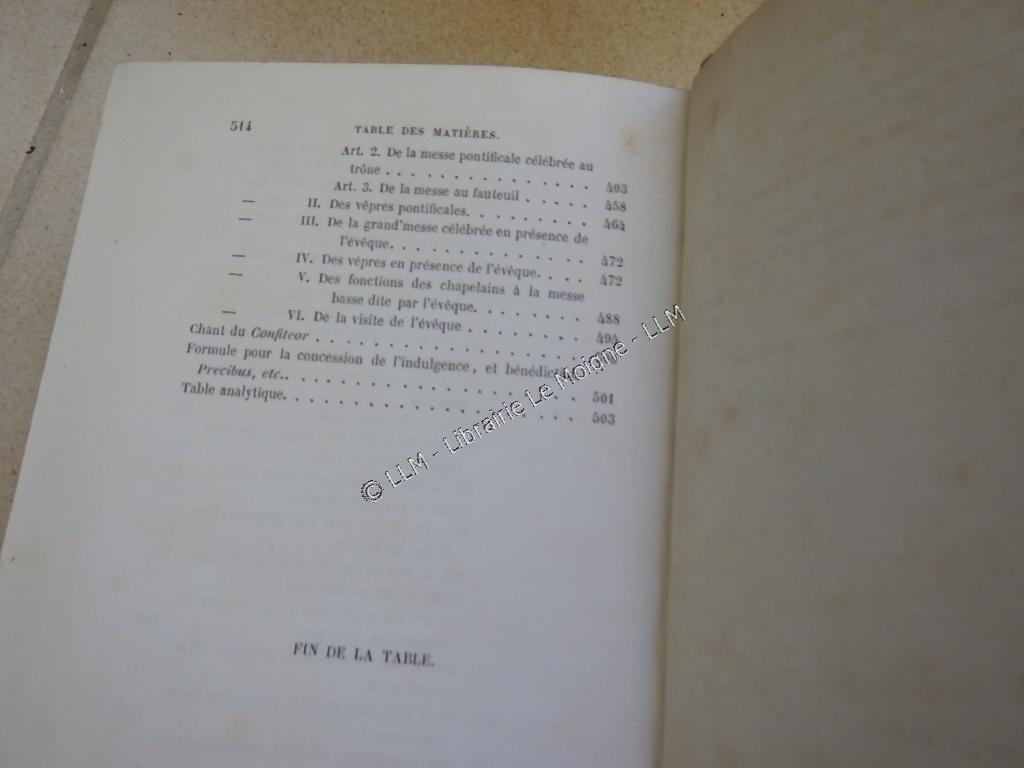 514 TABLE DES MATIÈRES.
Art. 2. De la messe pontificale célébrée au
trône . . . . . . . . . . . . . . 403
Art. 3. De la messe au fauteuil . . . . . 458
— II. Des vêpres pontificales. . . . . . . . . 464
— III. De la grand'messe célébrée en présence de
l'évêque. . . . . . . . . . . . . . 472
— IV. Des vépres en présence de l'évêque. . . . 472
— V. Des fonctions des chapelains à la messe
basse dite par l'évêque. . . . . . . . 488
— VI. De la visite de l'évêque . . . . . . . . 494
Chant du Confiteor . . . . . . . . . . . . . . . .
Formule pour la concession de l'indulgence, et
Precibus, etc.. . . . . . . . . . . . . . . . . . 501
Table analytique. . . . . . . . . . . . . . . . . . 503
© LLM - Librairie Le Moigne - LLM
FIN DE LA TABLE.